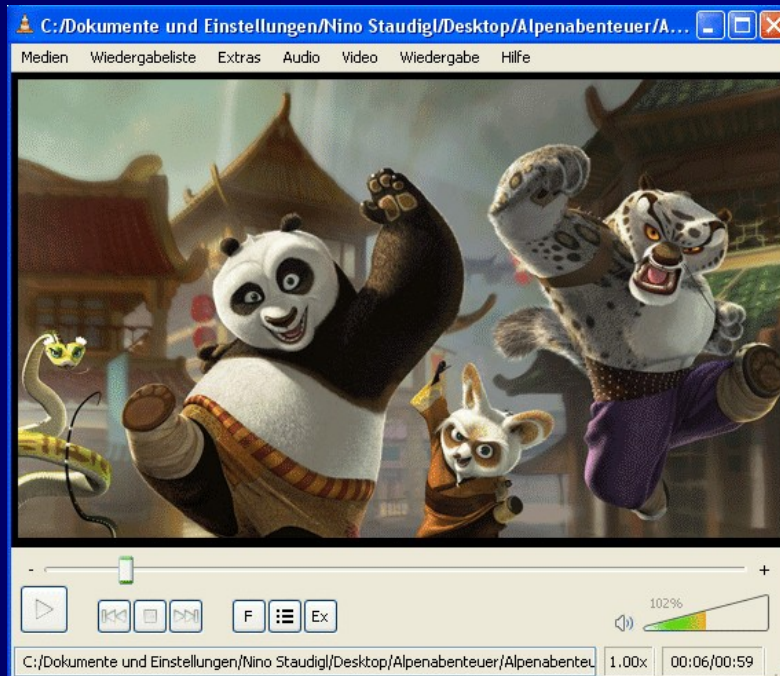 C:/Dokumente und Einstellungen/Nino Staudigl/Desktop/Alpenabenteuer/A...
Medien Wiedergabeliste Extras Audio Video Wiedergabe Hilfe
- +
F Ex
102%
C:/Dokumente und Einstellungen/Nino Staudigl/Desktop/Alpenabenteuer/Alpenabenteu 1.00x 00:06/00:59